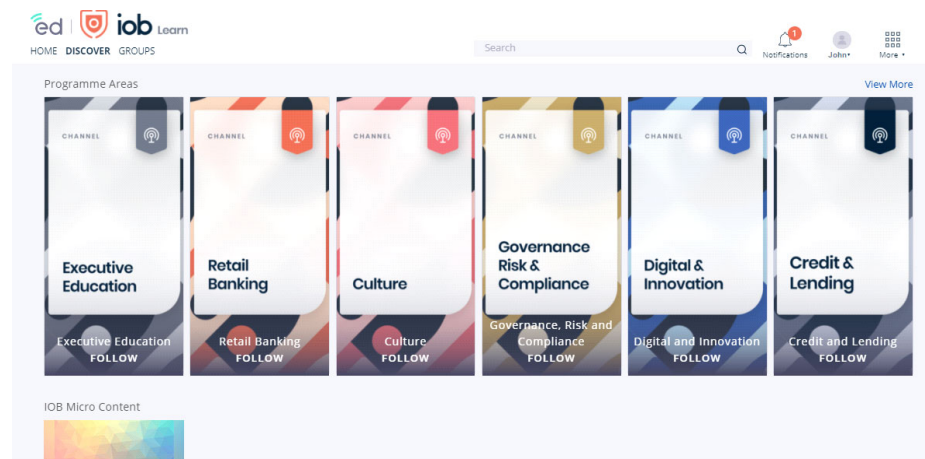 ed | iob Learn
HOME DISCOVER GROUPS
Search
1
Notifications
John
More
Programme Areas
View More
CHANNEL
Executive
Education
Executive Education
FOLLOW
CHANNEL
Retail
Banking
Retail Banking
FOLLOW
CHANNEL
Culture
Culture
FOLLOW
CHANNEL
Governance
Risk &
Compliance
Governance, Risk and
Compliance
FOLLOW
CHANNEL
Digital &
Innovation
Digital and Innovation
FOLLOW
CHANNEL
Credit &
Lending
Credit and Lending
FOLLOW
IOB Micro Content